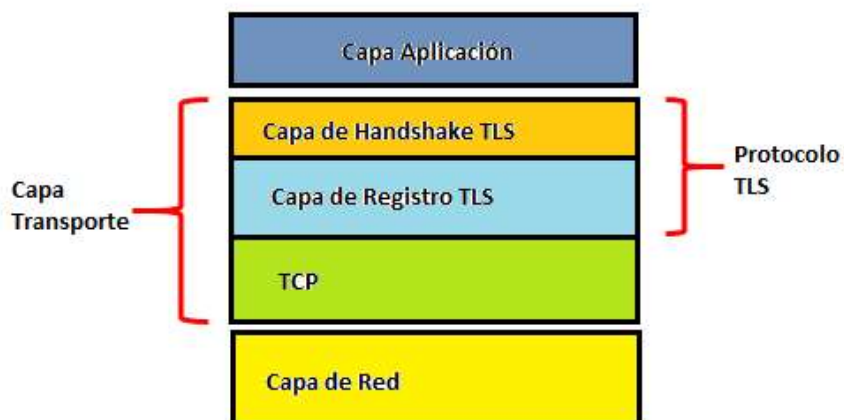 Capa Aplicación
Capa de Handshake TLS
Capa de Registro TLS
TCP
Capa de Red
Capa
Transporte
Protocolo
TLS